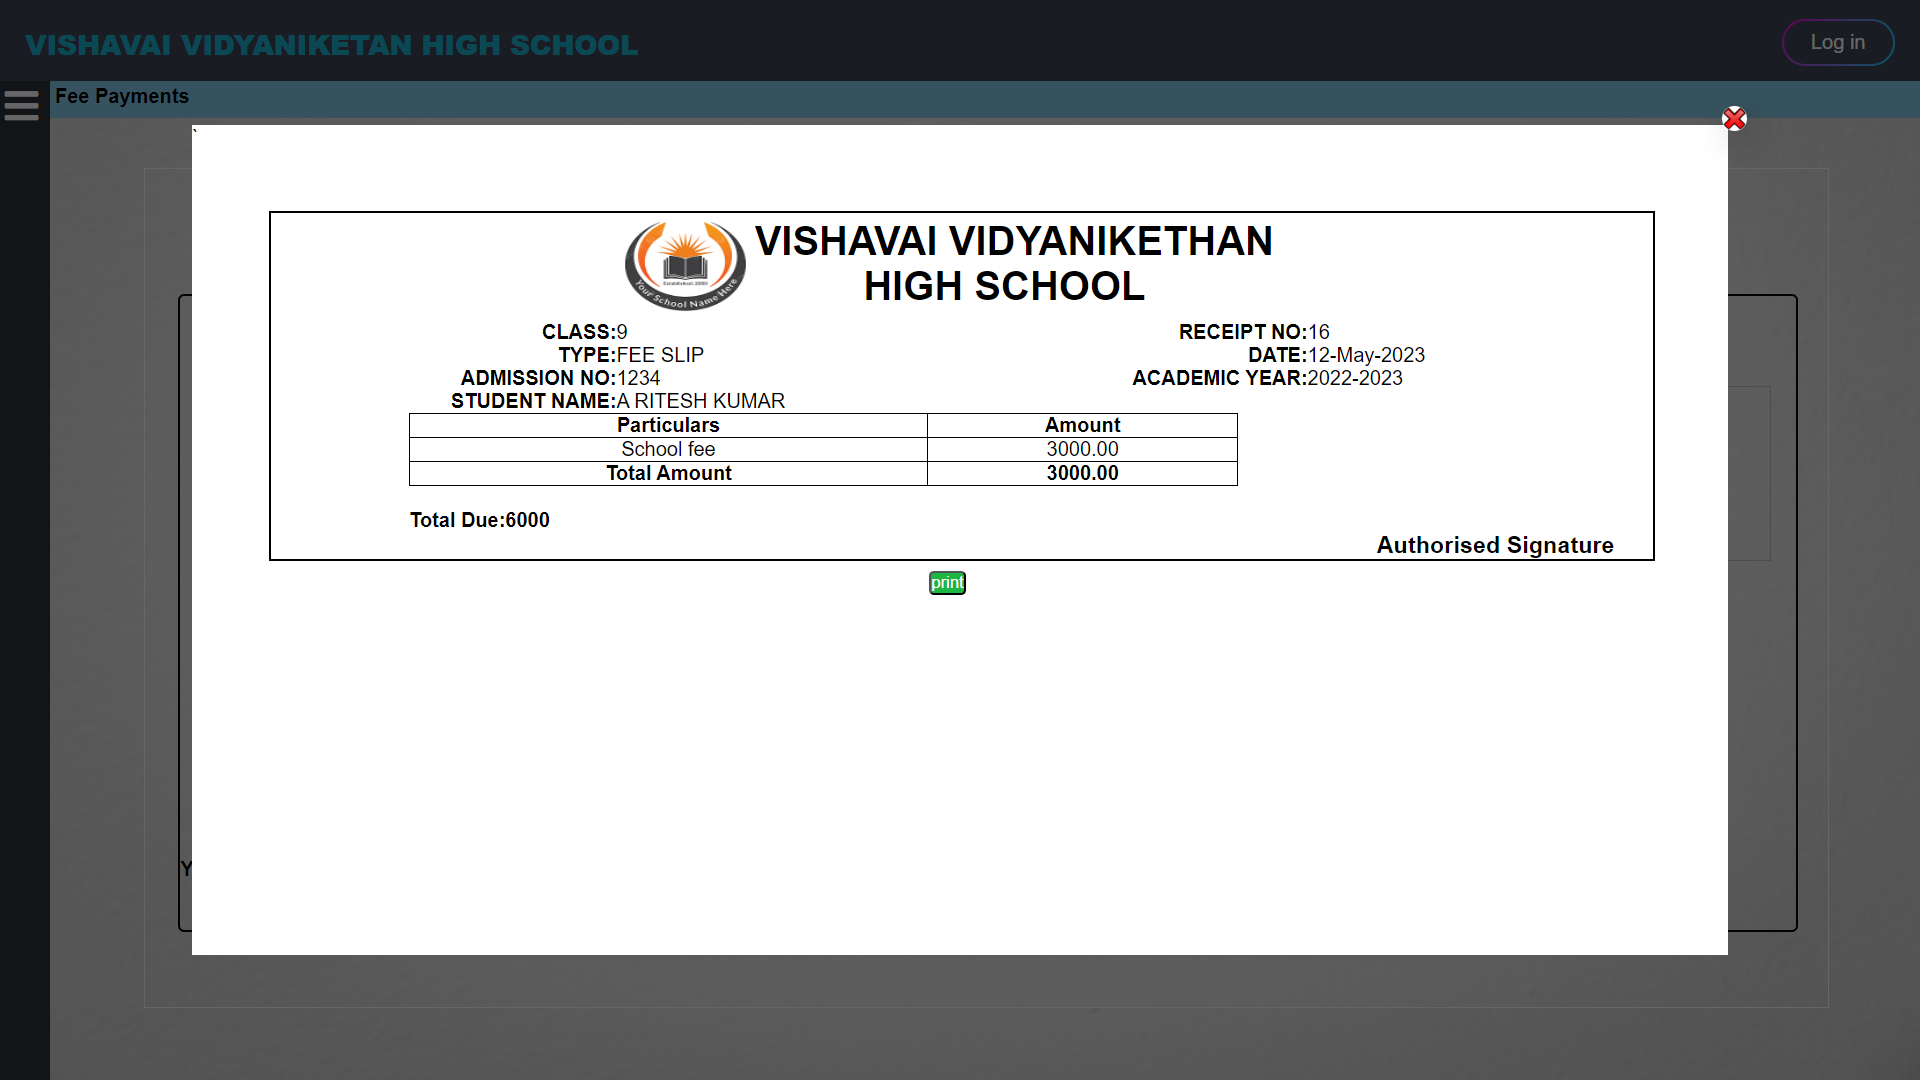 VISHAVAI VIDYANIKETAN HIGH SCHOOL
Log in
Fee Payments
`
VISHAVAI VIDYANIKETHAN
HIGH SCHOOL
Established 2000
Your School Name Here
CLASS:9
RECEIPT NO:16
TYPE:FEE SLIP
DATE:12-May-2023
ADMISSION NO:1234
ACADEMIC YEAR:2022-2023
STUDENT NAME:A RITESH KUMAR
Particulars Amount
School fee 3000.00
Total Amount 3000.00
Total Due:6000
Authorised Signature
print
Y